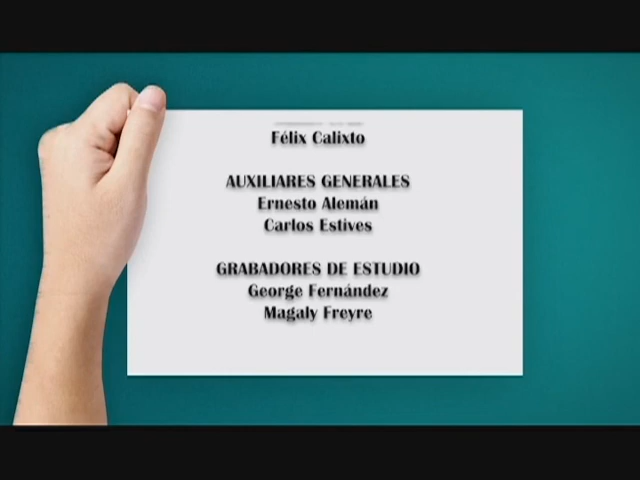 Félix Calixto
AUXILIARES GENERALES
Ernesto Alemán
Carlos Estives
GRABADORES DE ESTUDIO
George Fernández
Magaly Freyre